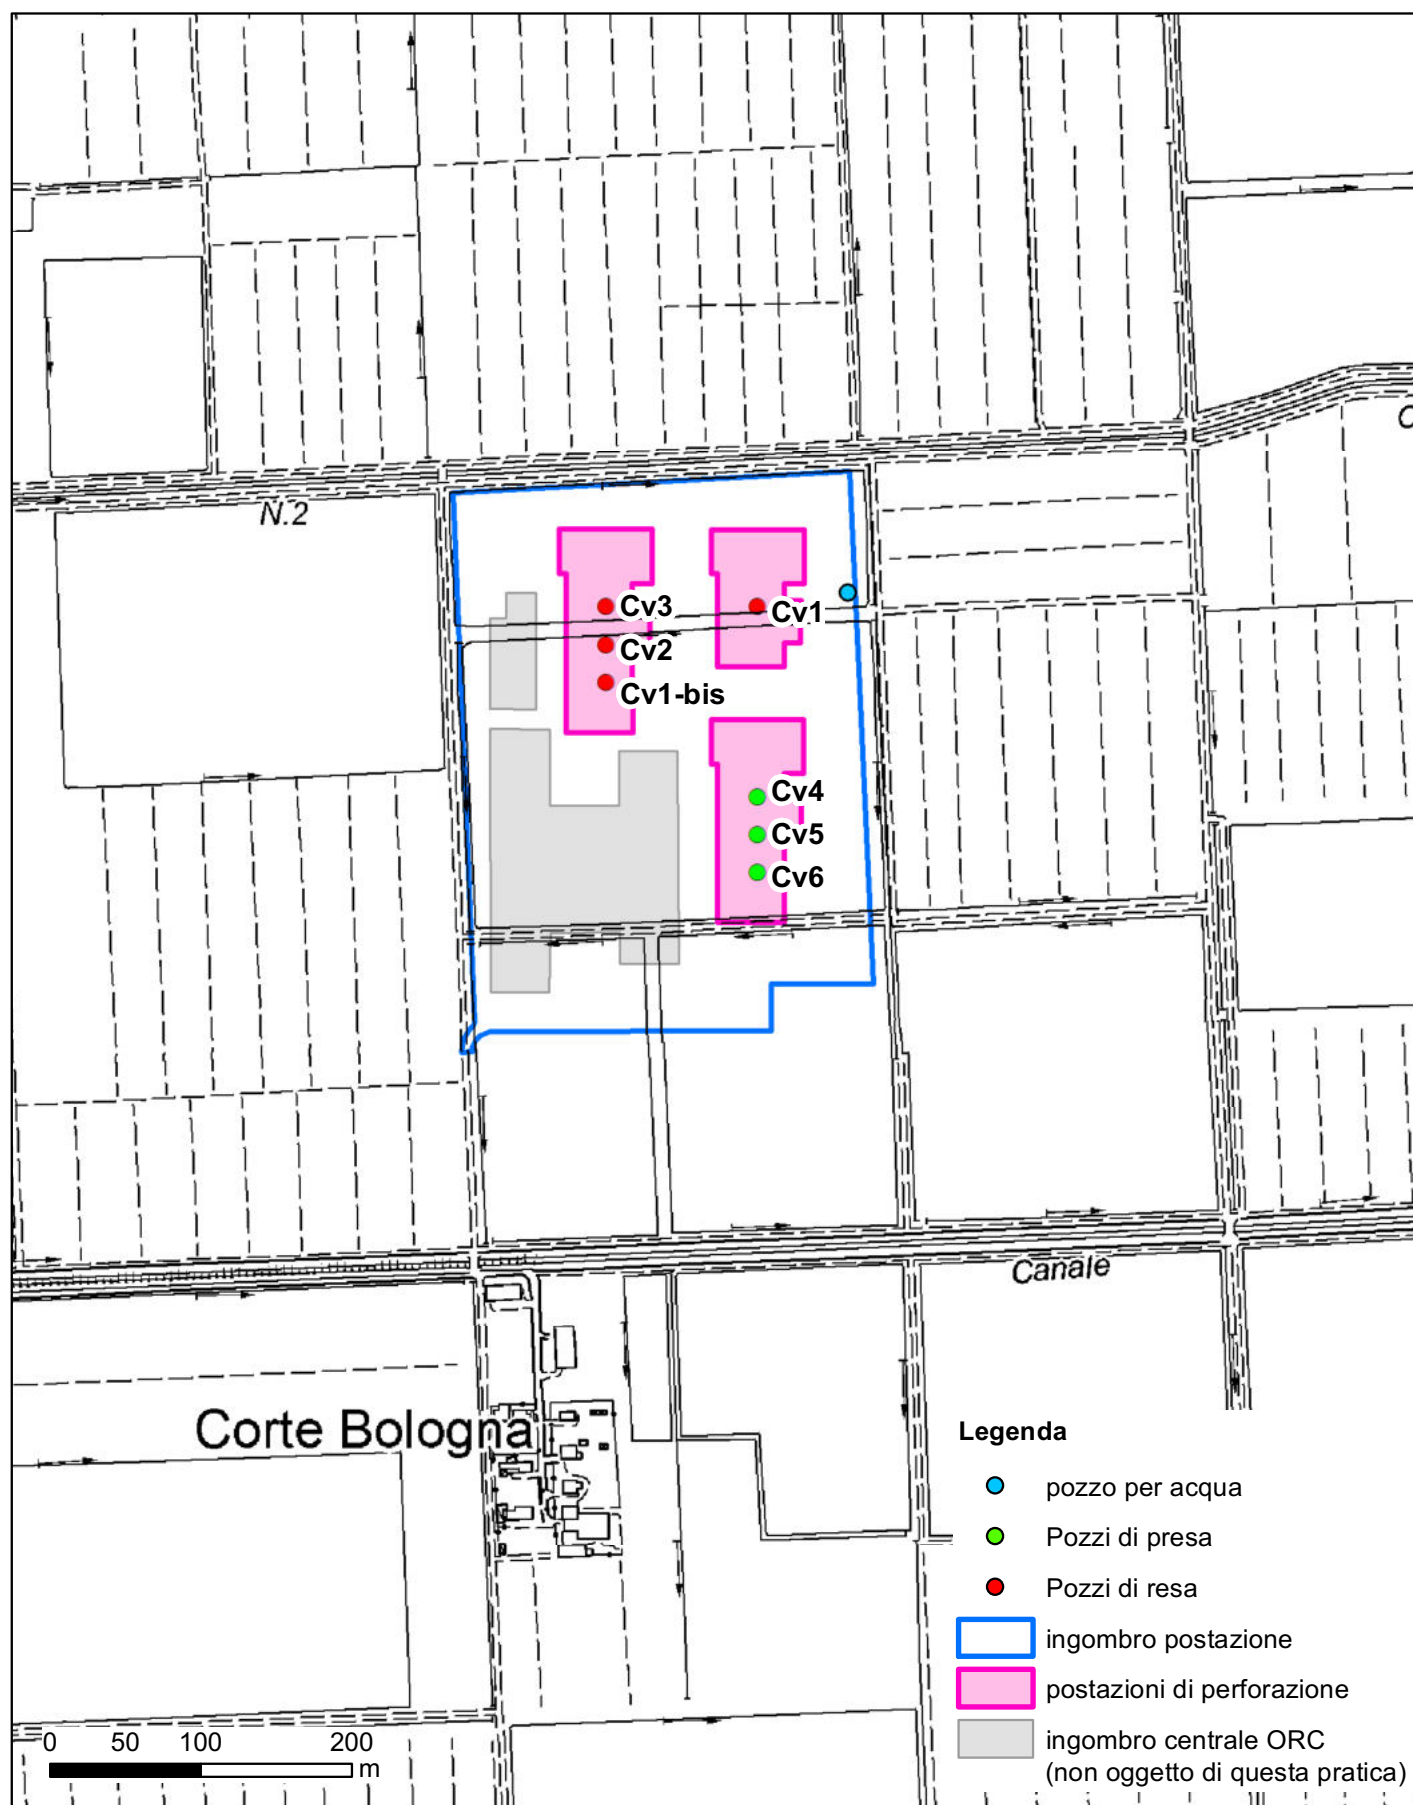 C
N.2
Cv3
Cv1
Cv2
Cv1-bis
Cv4
Cv5
Cv6
Canale
Corte Bologna
Legenda
pozzo per acqua
Pozzi di presa
Pozzi di resa
ingombro postazione
postazioni di perforazione
ingombro centrale ORC
(non oggetto di questa pratica)
0 50 100 200
m